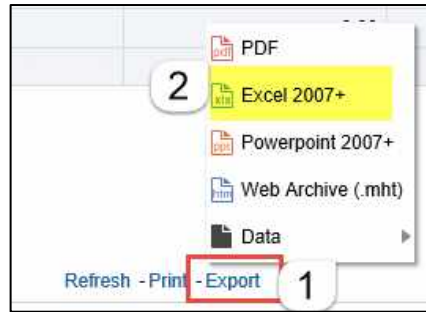 PDF
2
Excel 2007+
Powerpoint 2007+
Web Archive (.mht)
Data
Refresh - Print - Export
1